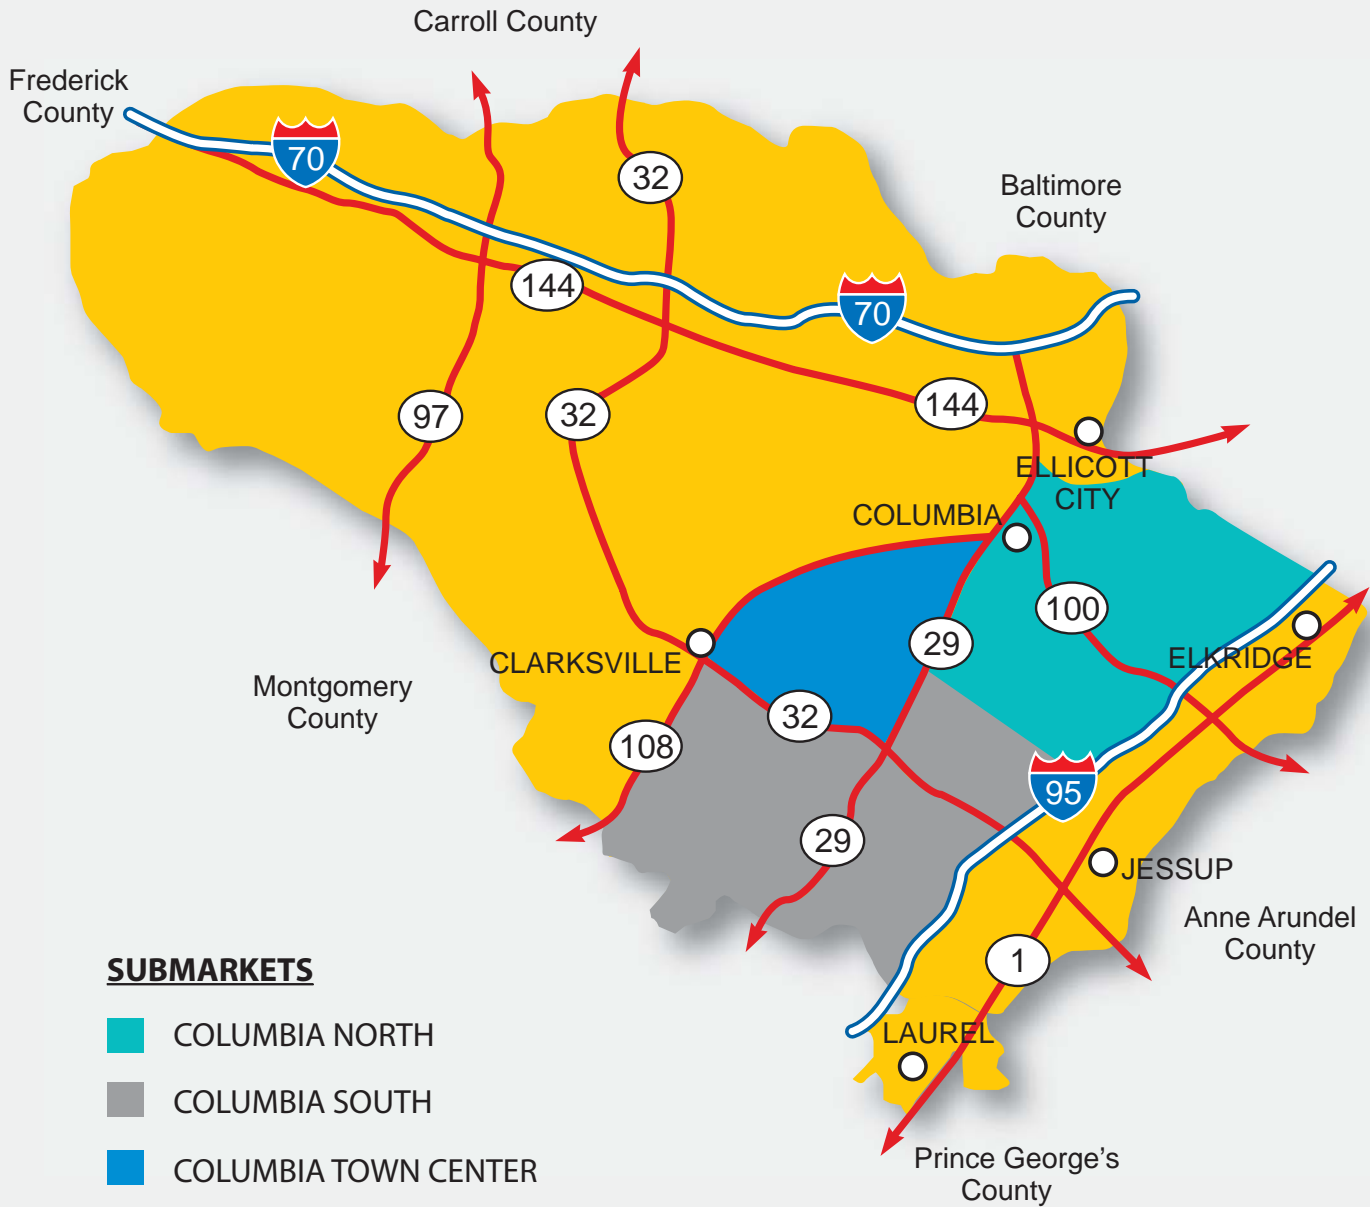 Carroll County
Frederick
County
70
32
Baltimore
County
144
70
97
32
144
ELLICOTT
CITY
COLUMBIA
100
29
CLARKSVILLE
ELKRIDGE
Montgomery
County
32
108
95
29
JESSUP
Anne Arundel
County
1
LAUREL
Prince George's
County
SUBMARKETS
COLUMBIA NORTH
COLUMBIA SOUTH
COLUMBIA TOWN CENTER